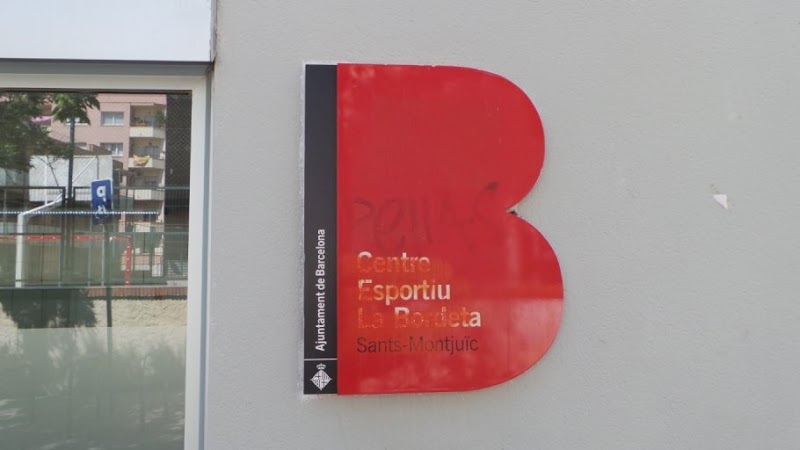 Ajuntament de Barcelona
B
Centre
Esportiu
La Bordeta
Sants-Montjuïc